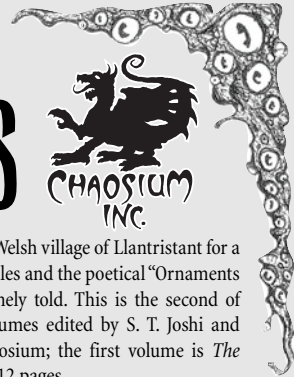 S
CHAOSIUM
INC.
Welsh village of Llantristant for a
les and the poetical “Ornaments
nely told. This is the second of
umes edited by S. T. Joshi and
osium; the first volume is The
12 pages